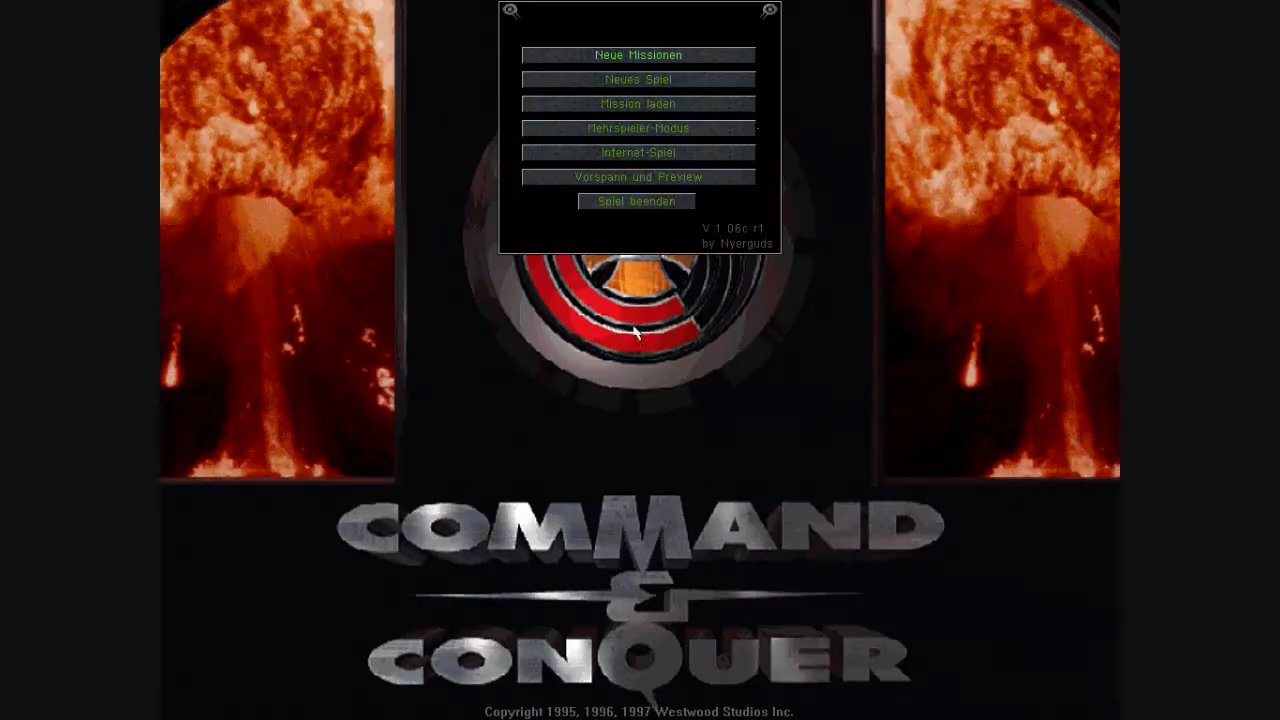 Neue Missionen
Neues Spiel
Mission laden
Mehrspieler-Modus
Internet-Spiel
Vorspann und Preview
Spiel beenden
V 1 06c r1
by Nyerguds
COMMAND
&
CONQUER
Copyright 1995, 1996, 1997 Westwood Studios Inc.